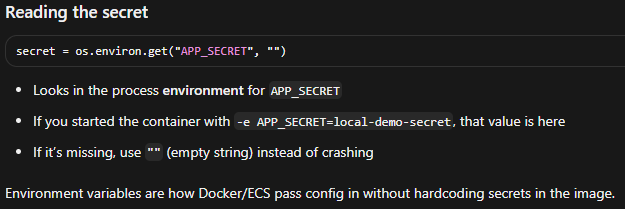 Reading the secret
secret = os.environ.get("APP_SECRET", "")
• Looks in the process environment for APP_SECRET
• If you started the container with -e APP_SECRET=local-demo-secret, that value is here
• If it’s missing, use "" (empty string) instead of crashing
Environment variables are how Docker/ECS pass config in without hardcoding secrets in the image.